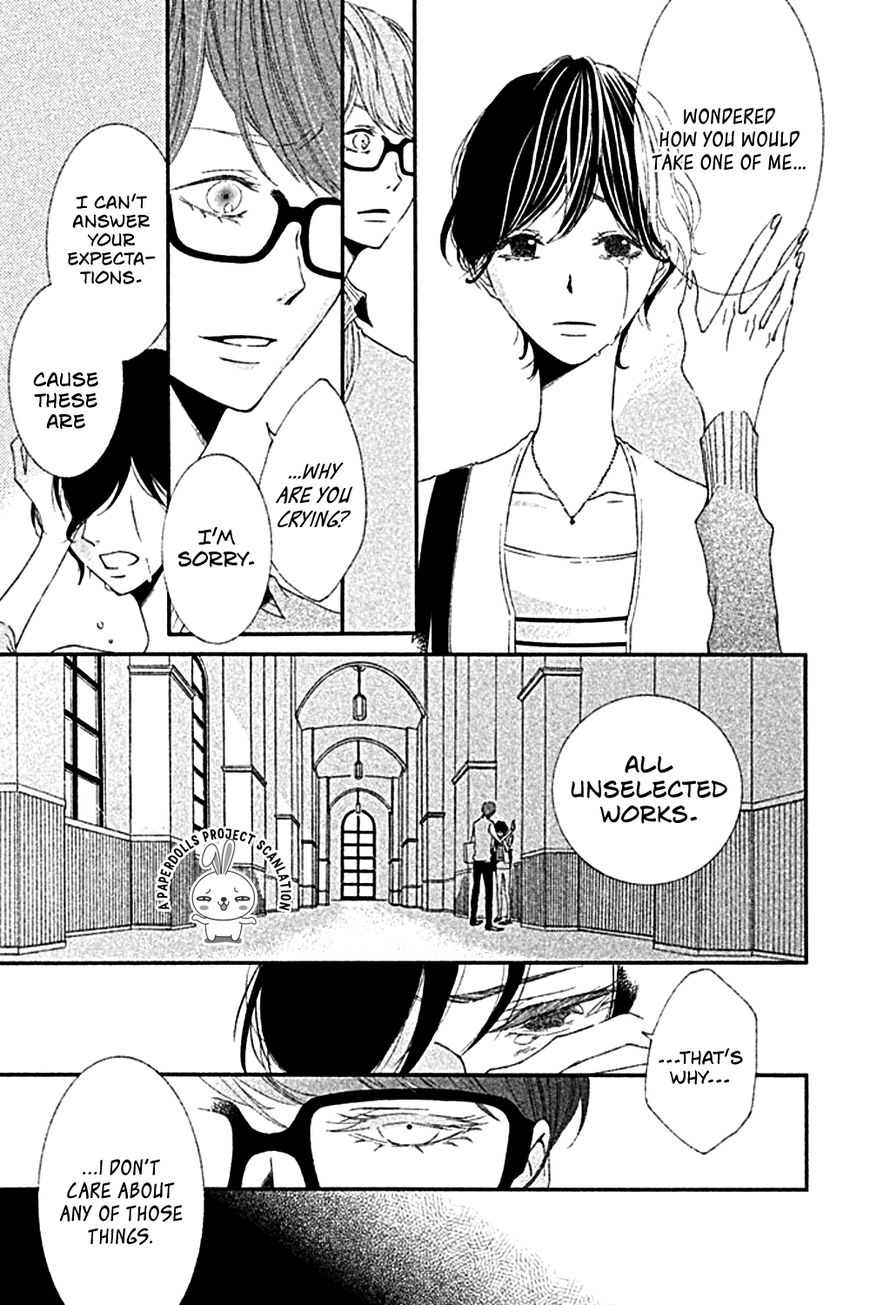 WONDERED
HOW YOU WOULD
TAKE ONE OF ME...
...WHY
ARE YOU
CRYING?
I'M
SORRY.
I CAN'T
ANSWER
YOUR
EXPECTA-
TIONS.
CAUSE
THESE
ARE
ALL
UNSELECTED
WORKS.
A PAPERDOLLS PROJECT SCANLATION
...THAT'S
WHY...
...I DON'T
CARE ABOUT
ANY OF THOSE
THINGS.